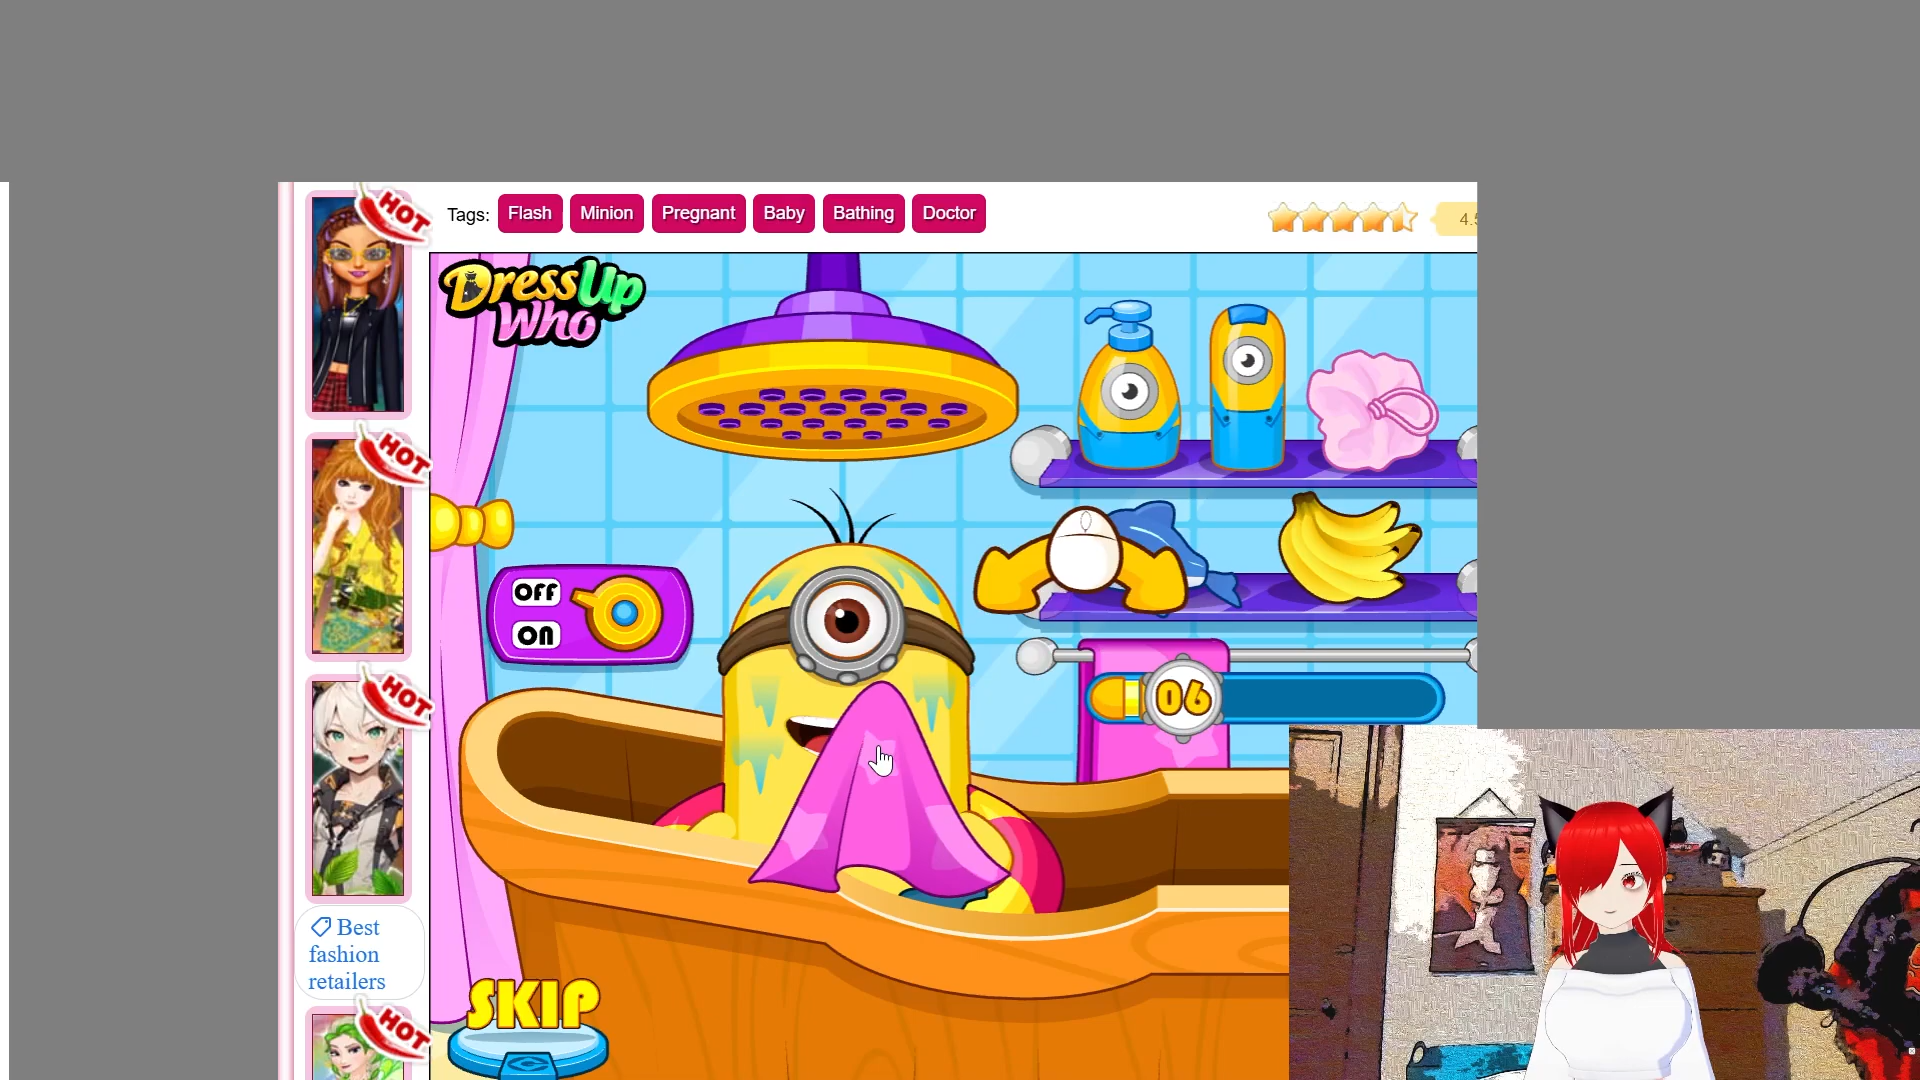 HOT
Tags: Flash Minion Pregnant Baby Bathing Doctor
4.5
DressUp
Who
HOT
OFF
ON
06
HOT
Best
fashion
retailers
SKIP
HOT